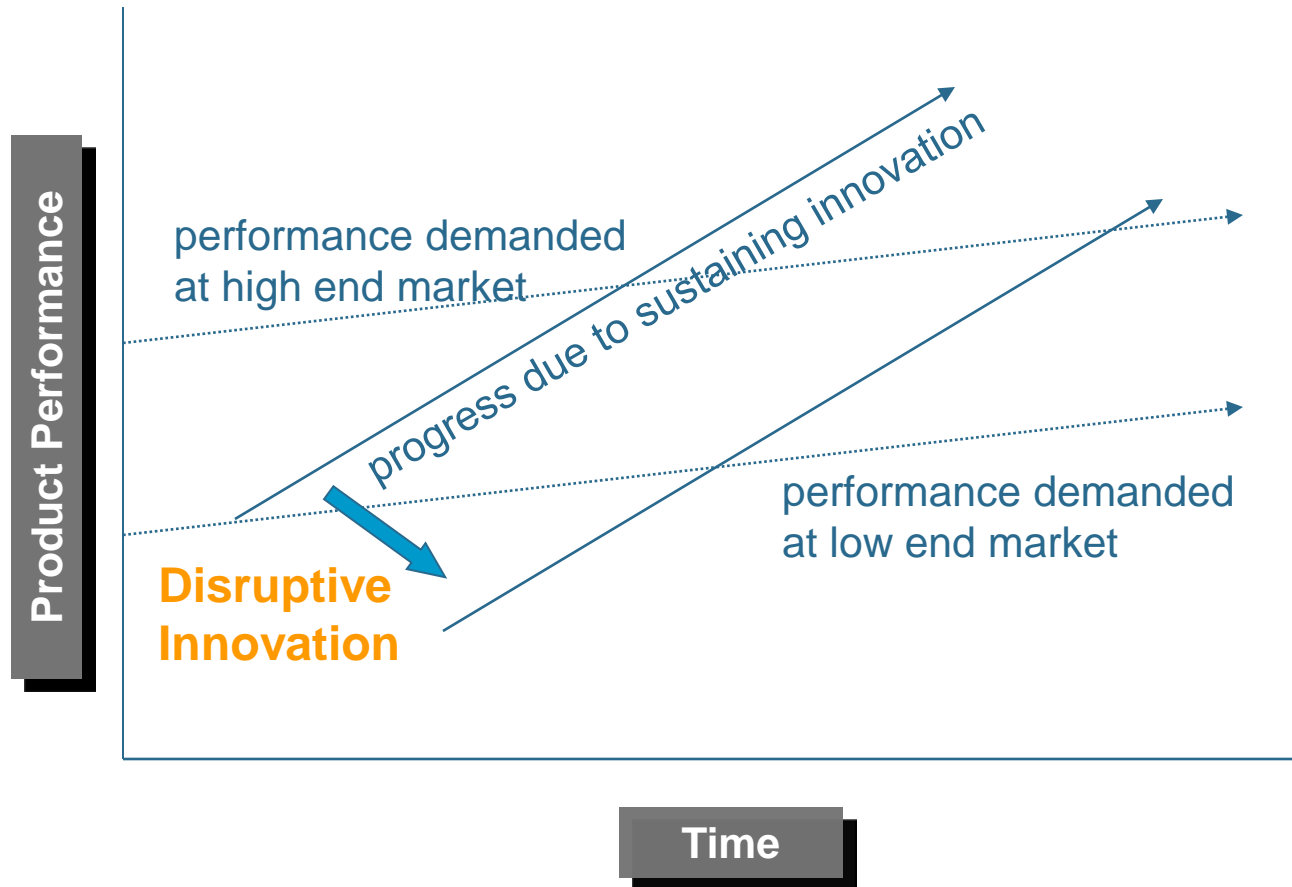 Product Performance
performance demanded
at high end market
progress due to sustaining innovation
performance demanded
at low end market
Disruptive
Innovation
Time